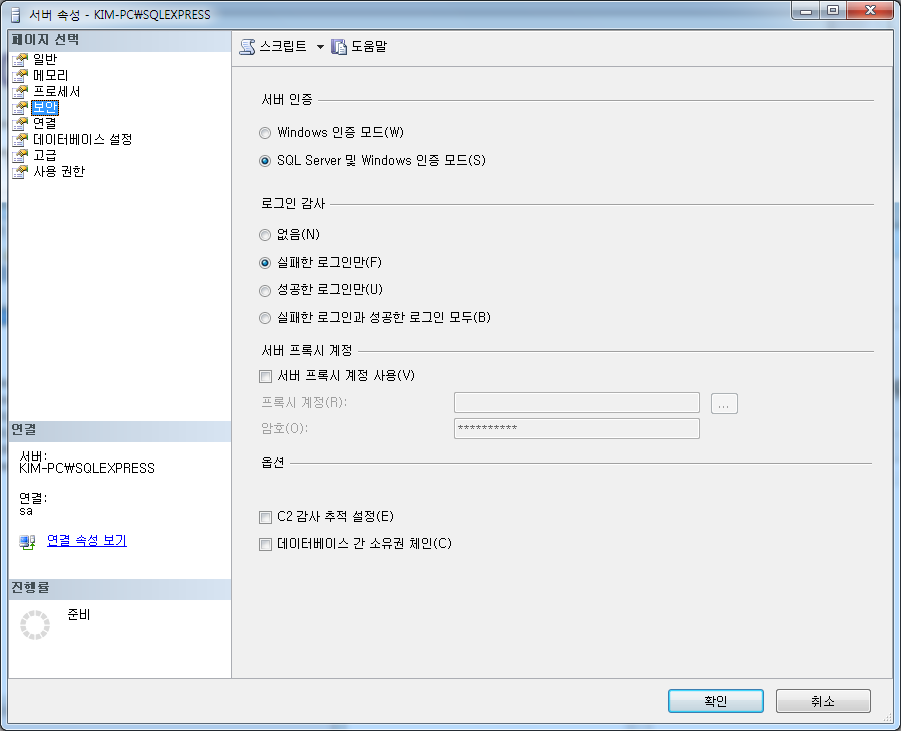 서버 속성 - KIM-PC₩SQLEXPRESS
페이지 선택
일반
메모리
프로세서
보안
연결
데이터베이스 설정
고급
사용 권한
연결
서버:
KIM-PC₩SQLEXPRESS
연결:
sa
연결 속성 보기
진행률
준비
스크립트 도움말
서버 인증
Windows 인증 모드(W)
SQL Server 및 Windows 인증 모드(S)
로그인 감사
없음(N)
실패한 로그인만(F)
성공한 로그인만(U)
실패한 로그인과 성공한 로그인 모두(B)
서버 프록시 계정
서버 프록시 계정 사용(V)
프록시 계정(R): ...
암호(O): **********
옵션
C2 감사 추적 설정(E)
데이터베이스 간 소유권 체인(C)
확인 취소